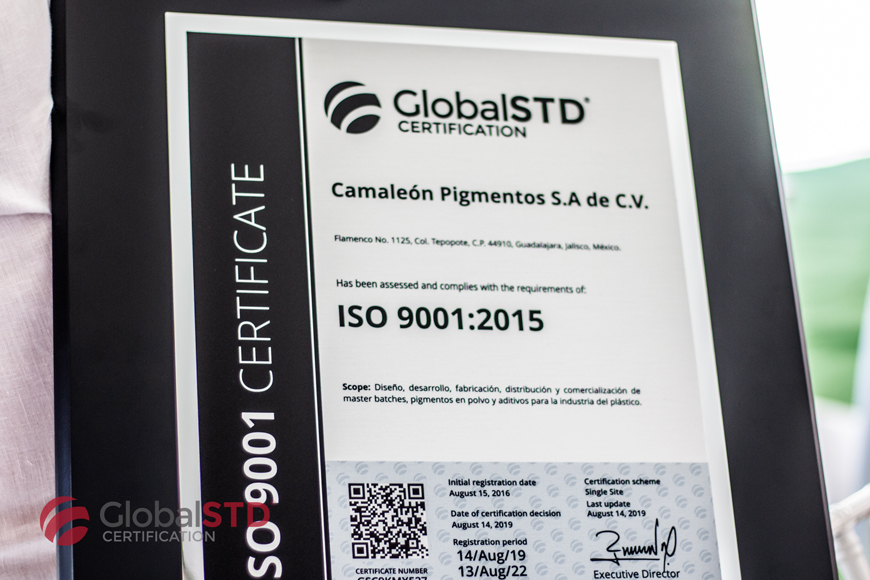 GlobalSTD
CERTIFICATION
Camaleón Pigmentos S.A de C.V.
Flamenco No. 1125, Col. Tepopote, C.P. 44910, Guadalajara, Jalisco, México.
Has been assessed and complies with the requirements of:
ISO 9001:2015
Scope: Diseño, desarrollo, fabricación, distribución y comercialización de
master batches, pigmentos en polvo y aditivos para la industria del plástico.
ISO 9001 CERTIFICATE
Initial registration date
August 15, 2016
Date of certification decision
August 14, 2019
Registration period
14/Aug/19
13/Aug/22
Certification scheme
Single Site
Last update
August 14, 2019
Executive Director
CERTIFICATE NUMBER
GlobalSTD
CERTIFICATION